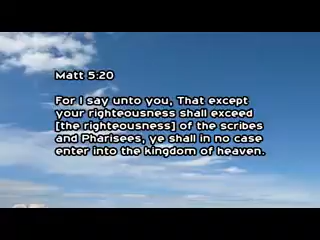 Matt 5:20
For I say unto you, That except
your righteousness shall exceed
[the righteousness] of the scribes
and Pharisees, ye shall in no case
enter into the kingdom of heaven.